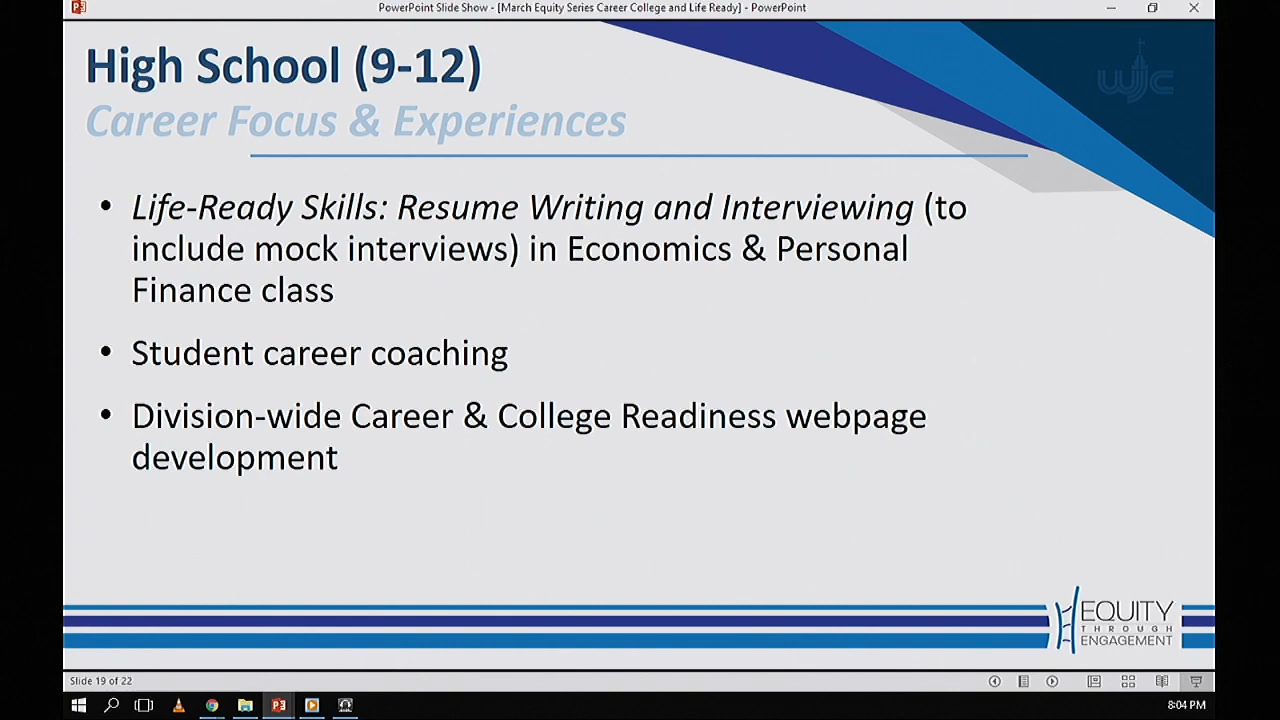 PowerPoint Slide Show - [March Equity Series Career College and Life Ready] - PowerPoint
High School (9-12)
Career Focus & Experiences
WJC
• Life-Ready Skills: Resume Writing and Interviewing (to
include mock interviews) in Economics & Personal
Finance class
• Student career coaching
• Division-wide Career & College Readiness webpage
development
EQUITY
THROUGH
ENGAGEMENT
Slide 19 of 22
8:04 PM